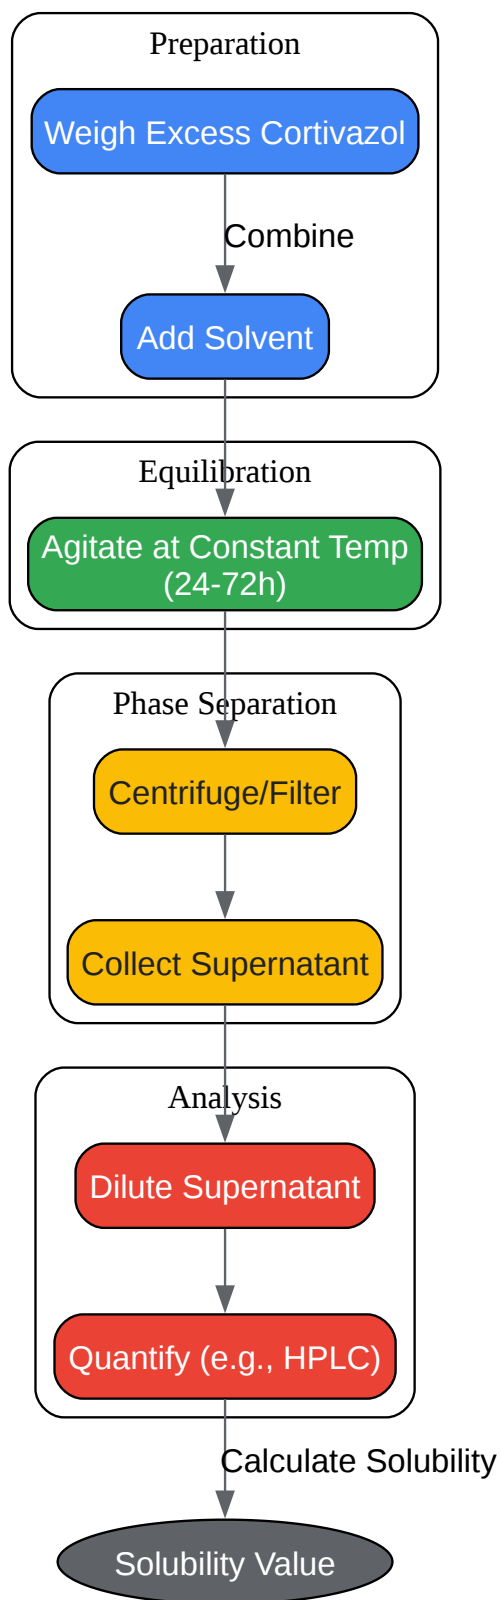 Preparation
Weigh Excess Cortivazol
Combine
Add Solvent
Equilibration
Agitate at Constant Temp
(24-72h)
Phase Separation
Centrifuge/Filter
Collect Supernatant
Analysis
Dilute Supernatant
Quantify (e.g., HPLC)
Calculate Solubility
Solubility Value